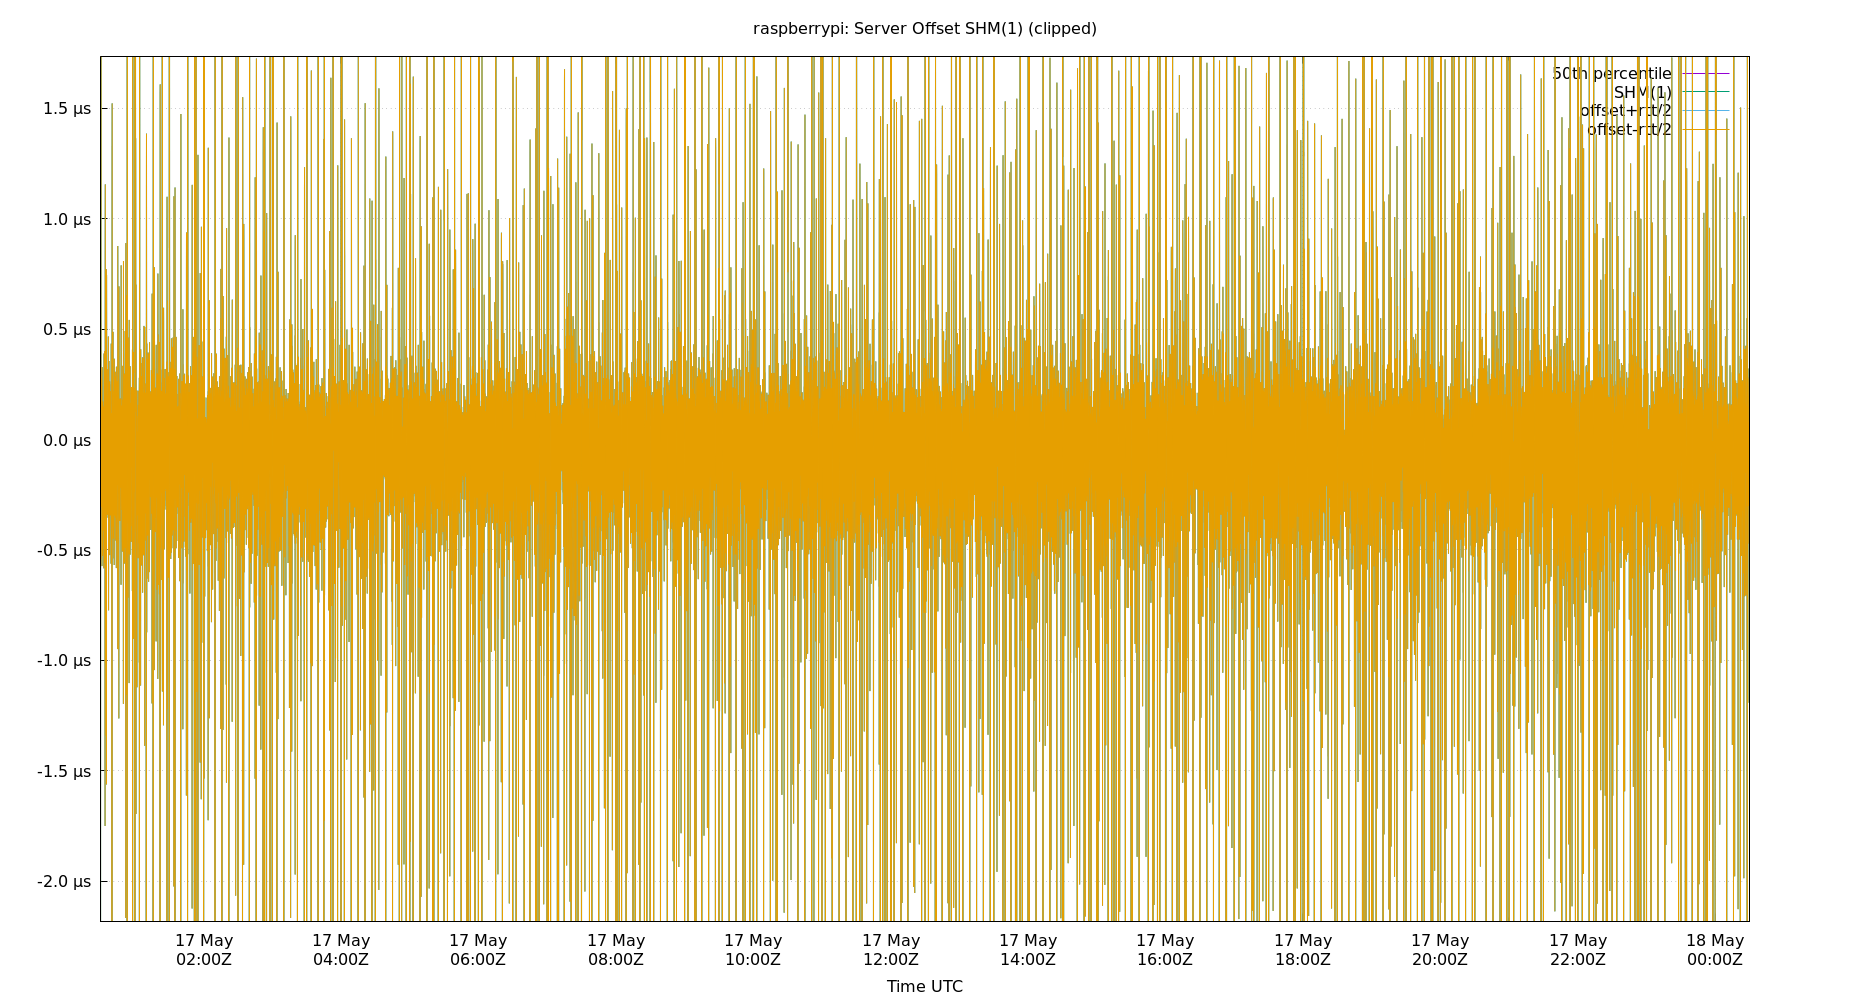 raspberrypi: Server Offset SHM(1) (clipped)
50th percentile
SHM(1)
offset+rtt/2
offset-rtt/2
1.5 µs
1.0 µs
0.5 µs
0.0 µs
-0.5 µs
-1.0 µs
-1.5 µs
-2.0 µs
17 May 17 May 17 May 17 May 17 May 17 May 17 May 17 May 17 May 17 May 17 May 18 May
02:00Z 04:00Z 06:00Z 08:00Z 10:00Z 12:00Z 14:00Z 16:00Z 18:00Z 20:00Z 22:00Z 00:00Z
Time UTC